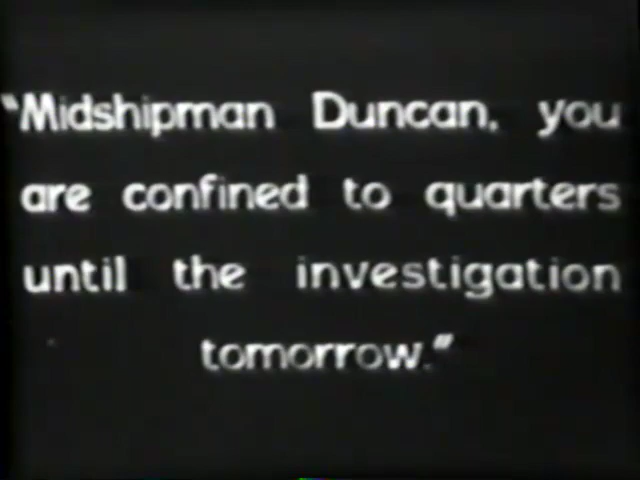 "Midshipman Duncan, you
are confined to quarters
until the investigation
tomorrow."